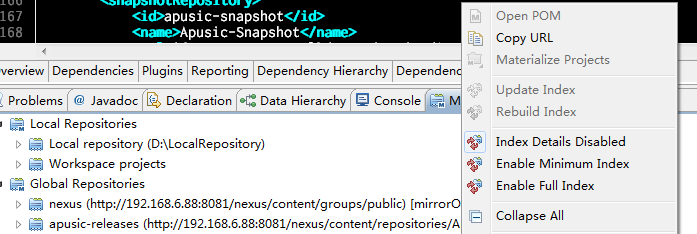 166
<snapshotRepository>
167
<id>apusic-snapshot</id>
168
<name>Apusic-Snapshot</name>
Overview Dependencies Plugins Reporting Dependency Hierarchy
Problems @ Javadoc Declaration Data Hierarchy Console
Local Repositories
Local repository (D:\LocalRepository)
Workspace projects
Global Repositories
nexus (http://192.168.6.88:8081/nexus/content/groups/public) [mirrorO
apusic-releases (http://192.168.6.88:8081/nexus/content/repositories/A
Open POM
Copy URL
Materialize Projects
Update Index
Rebuild Index
Index Details Disabled
Enable Minimum Index
Enable Full Index
Collapse All